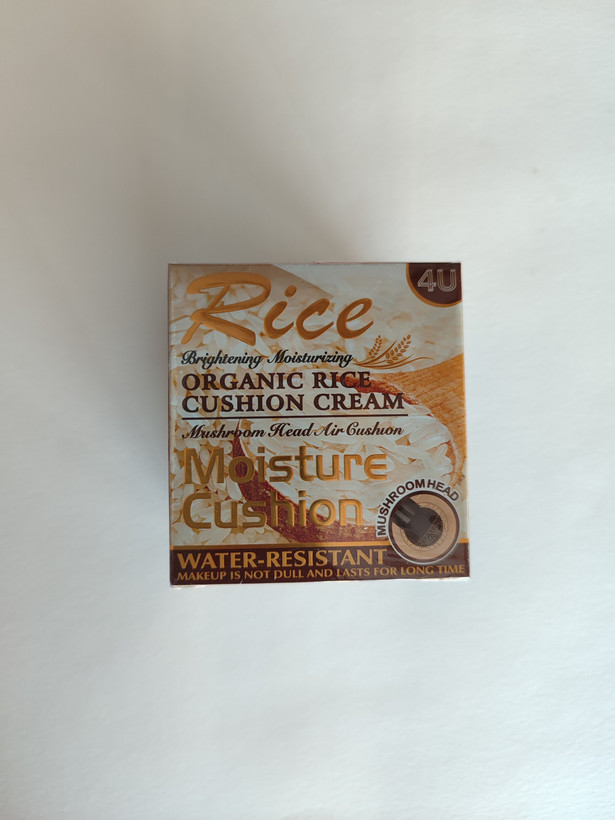 4U
Rice
Brightening Moisturizing
ORGANIC RICE
CUSHION CREAM
Mushroom Head Air Cushion
Moisture
Cushion
MUSHROOM HEAD
WATER-RESISTANT
MAKEUP IS NOT DULL AND LASTS FOR LONG TIME